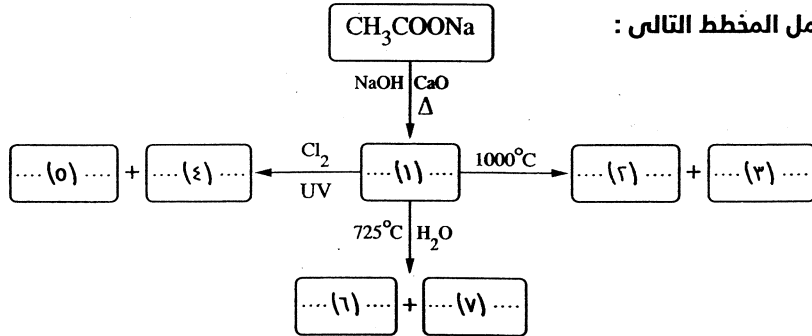 مل المخطط التالى :
CH₃COONa
NaOH CaO
Δ
.... (٥) .... + .... (٤) .... Cl₂ UV .... (١) .... 1000°C .... (٢) .... + .... (٣) ....
725°C H₂O
.... (٦) .... + .... (٧) ....